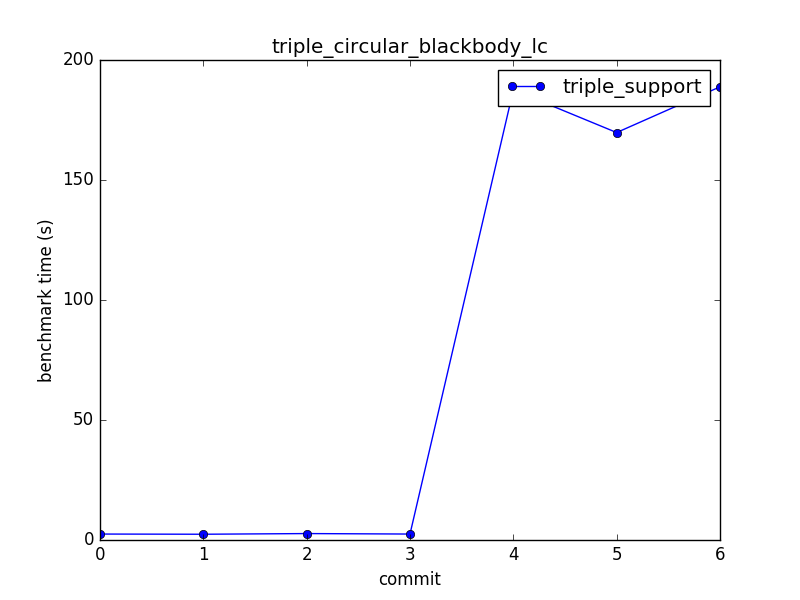 triple_circular_blackbody_lc
200
150
100
50
0
benchmark time (s)
triple_support
0 1 2 3 4 5 6
commit